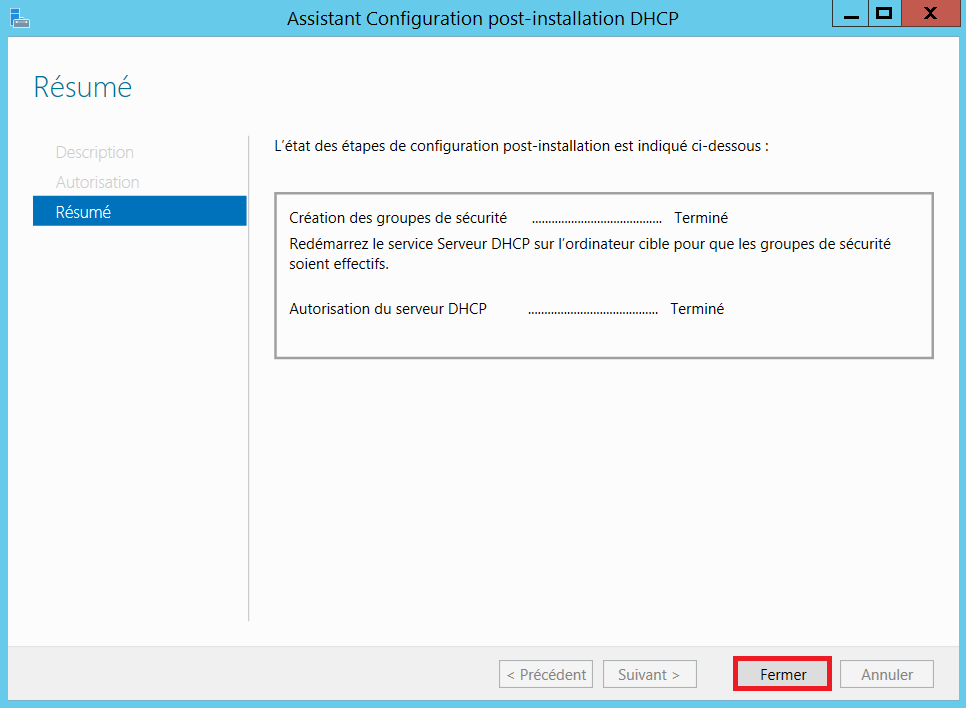 Assistant Configuration post-installation DHCP
Résumé
Description
Autorisation
Résumé
L'état des étapes de configuration post-installation est indiqué ci-dessous :
Création des groupes de sécurité ........................................ Terminé
Redémarrez le service Serveur DHCP sur l'ordinateur cible pour que les groupes de sécurité
soient effectifs.
Autorisation du serveur DHCP ........................................ Terminé
< Précédent
Suivant >
Fermer
Annuler